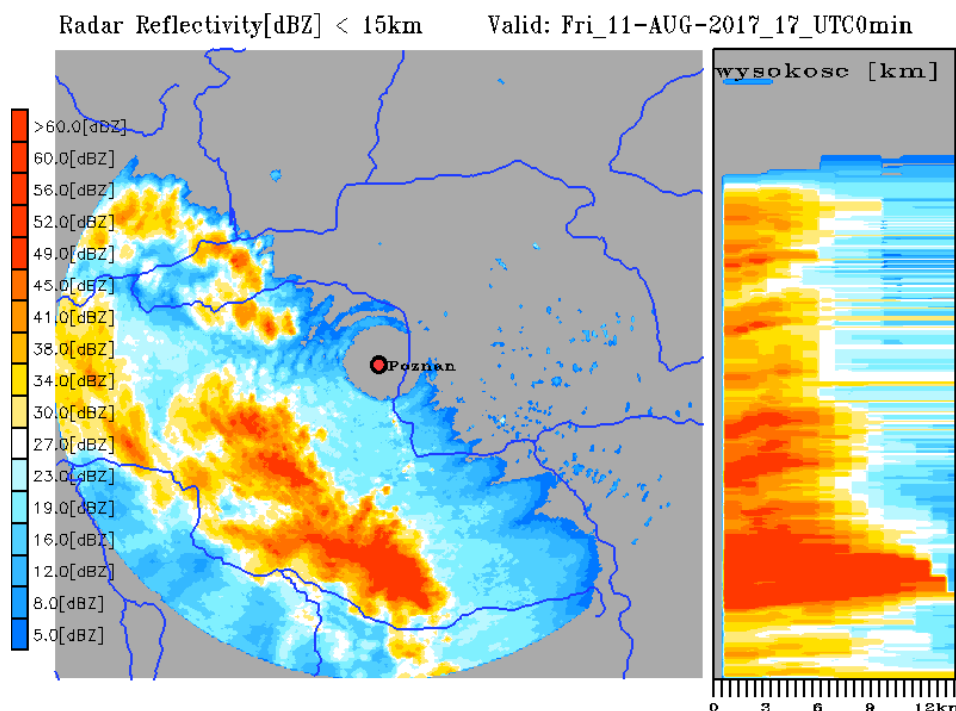 Radar Reflectivity[dBZ] < 15km Valid: Fri_11-AUG-2017_17_UTC0min
wysokosc [km]
>60.0[dBZ]
60.0[dBZ]
56.0[dBZ]
52.0[dBZ]
49.0[dBZ]
45.0[dBZ]
41.0[dBZ]
38.0[dBZ]
34.0[dBZ]
30.0[dBZ]
27.0[dBZ]
23.0[dBZ]
19.0[dBZ]
16.0[dBZ]
12.0[dBZ]
8.0[dBZ]
5.0[dBZ]
Poznan
0 3 6 9 12km